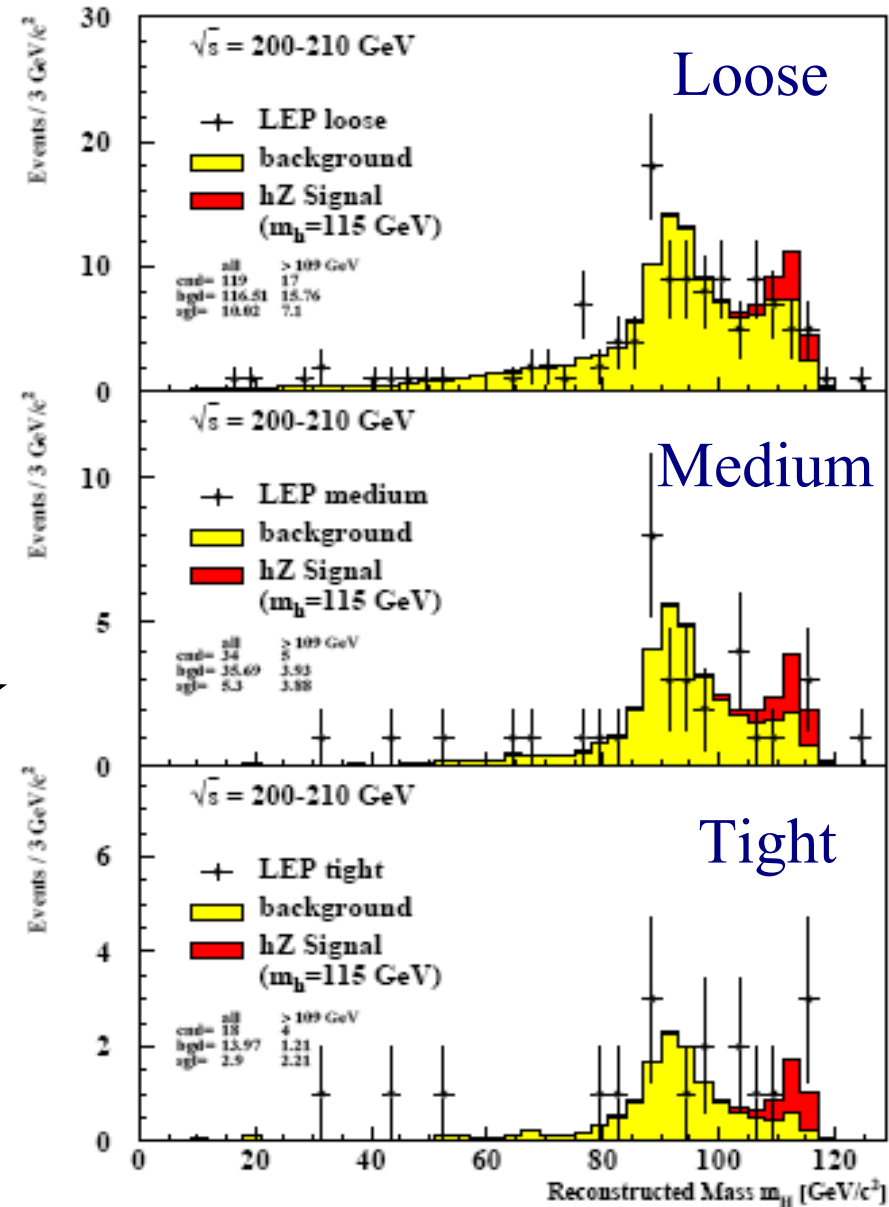 Events / 3 GeV/c²
30
20
10
0
√s = 200-210 GeV
Loose
LEP loose
background
hZ Signal
(mh=115 GeV)
all > 109 GeV
cnd= 119 17
bgd= 116.51 15.76
sgl= 10.02 7.1
Events / 3 GeV/c²
10
5
0
√s = 200-210 GeV
Medium
LEP medium
background
hZ Signal
(mh=115 GeV)
all > 109 GeV
cnd= 34 5
bgd= 35.69 3.93
sgl= 5.3 3.88
Events / 3 GeV/c²
6
4
2
0
√s = 200-210 GeV
Tight
LEP tight
background
hZ Signal
(mh=115 GeV)
all > 109 GeV
cnd= 18 4
bgd= 13.97 1.21
sgl= 2.9 2.21
0 20 40 60 80 100 120
Reconstructed Mass mH [GeV/c²]